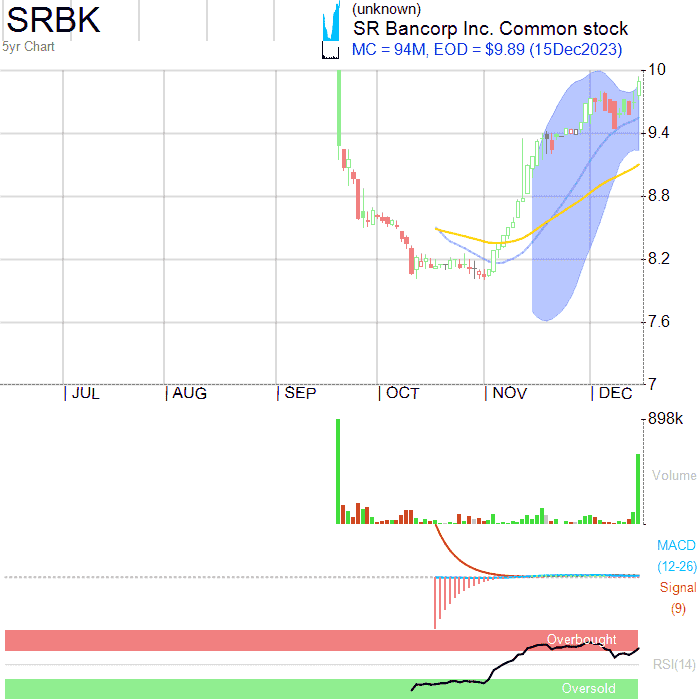 SRBK
5yr Chart
(unknown)
SR Bancorp Inc. Common stock
MC = 94M, EOD = $9.89 (15Dec2023)
10
9.4
8.8
8.2
7.6
7
JUL AUG SEP OCT NOV DEC
898k
Volume
MACD
(12-26)
Signal
(9)
Overbought
RSI(14)
Oversold